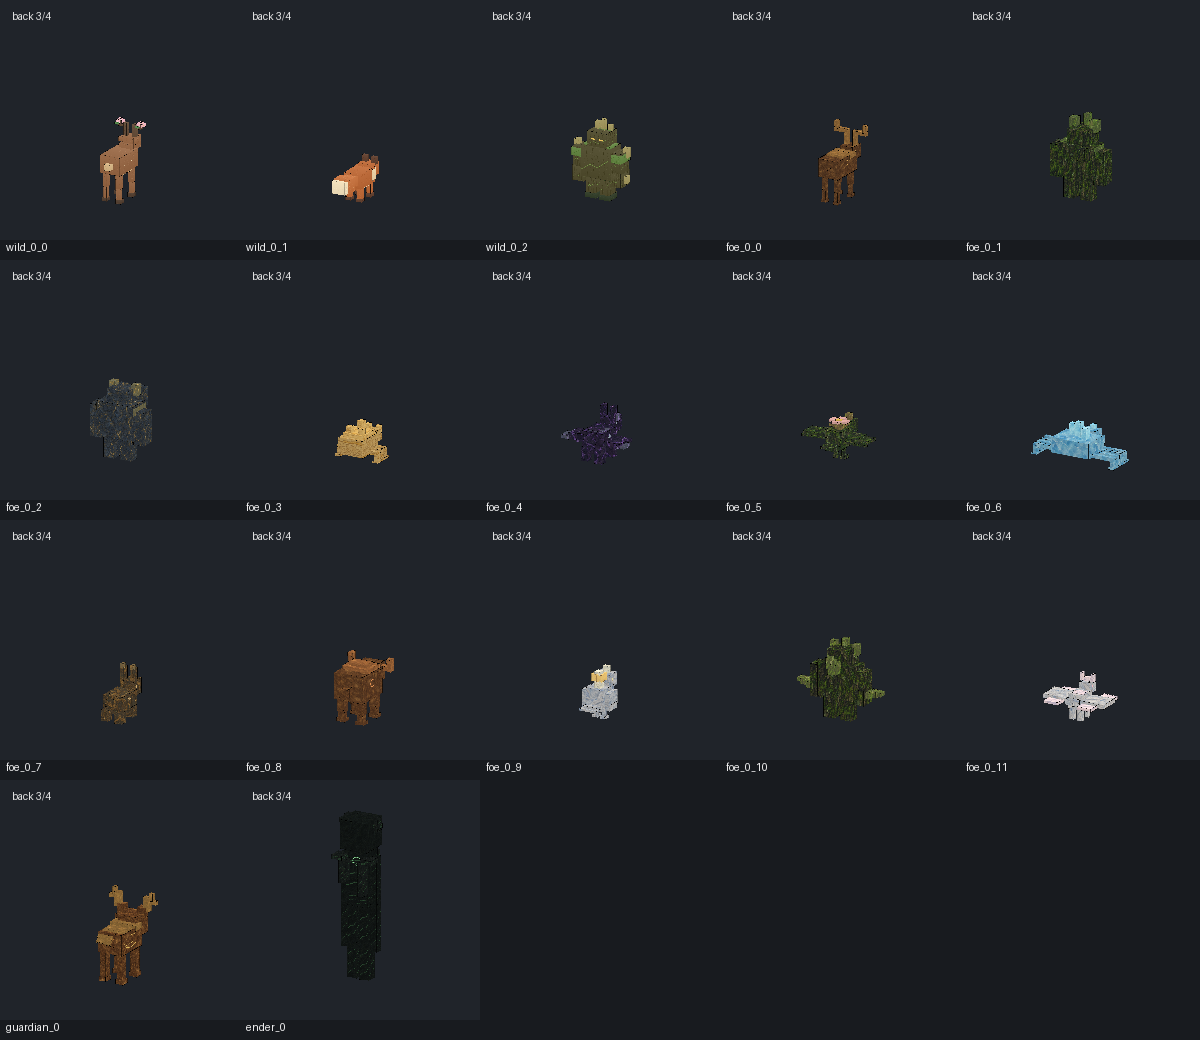 back 3/4 back 3/4 back 3/4 back 3/4 back 3/4
wild_0_0 wild_0_1 wild_0_2 foe_0_0 foe_0_1
back 3/4 back 3/4 back 3/4 back 3/4 back 3/4
foe_0_2 foe_0_3 foe_0_4 foe_0_5 foe_0_6
back 3/4 back 3/4 back 3/4 back 3/4 back 3/4
foe_0_7 foe_0_8 foe_0_9 foe_0_10 foe_0_11
back 3/4 back 3/4
guardian_0 ender_0